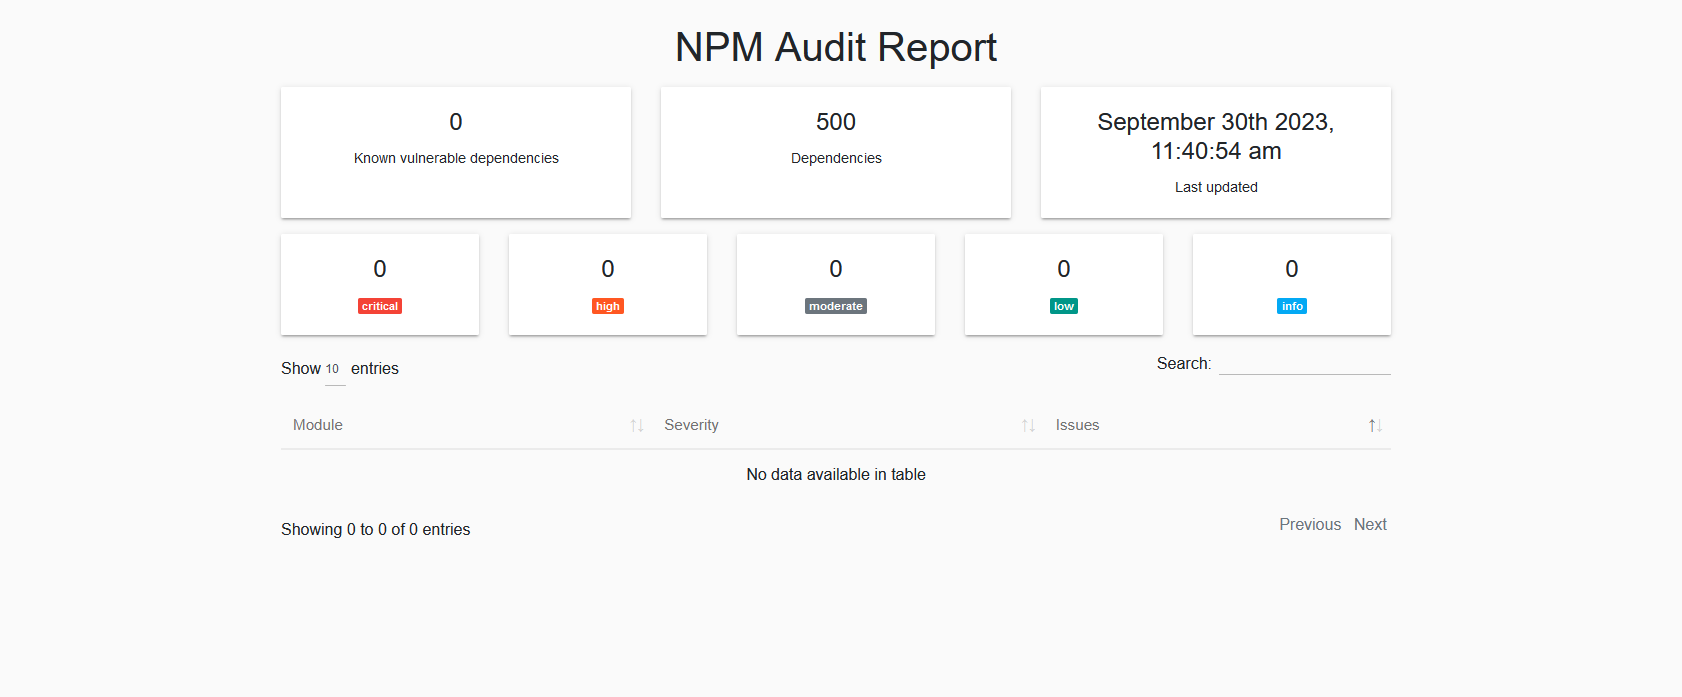 NPM Audit Report
0
Known vulnerable dependencies
500
Dependencies
September 30th 2023,
11:40:54 am
Last updated
0
critical
0
high
0
moderate
0
low
0
info
Show 10 entries
Search:
Module
Severity
Issues
No data available in table
Showing 0 to 0 of 0 entries
Previous Next